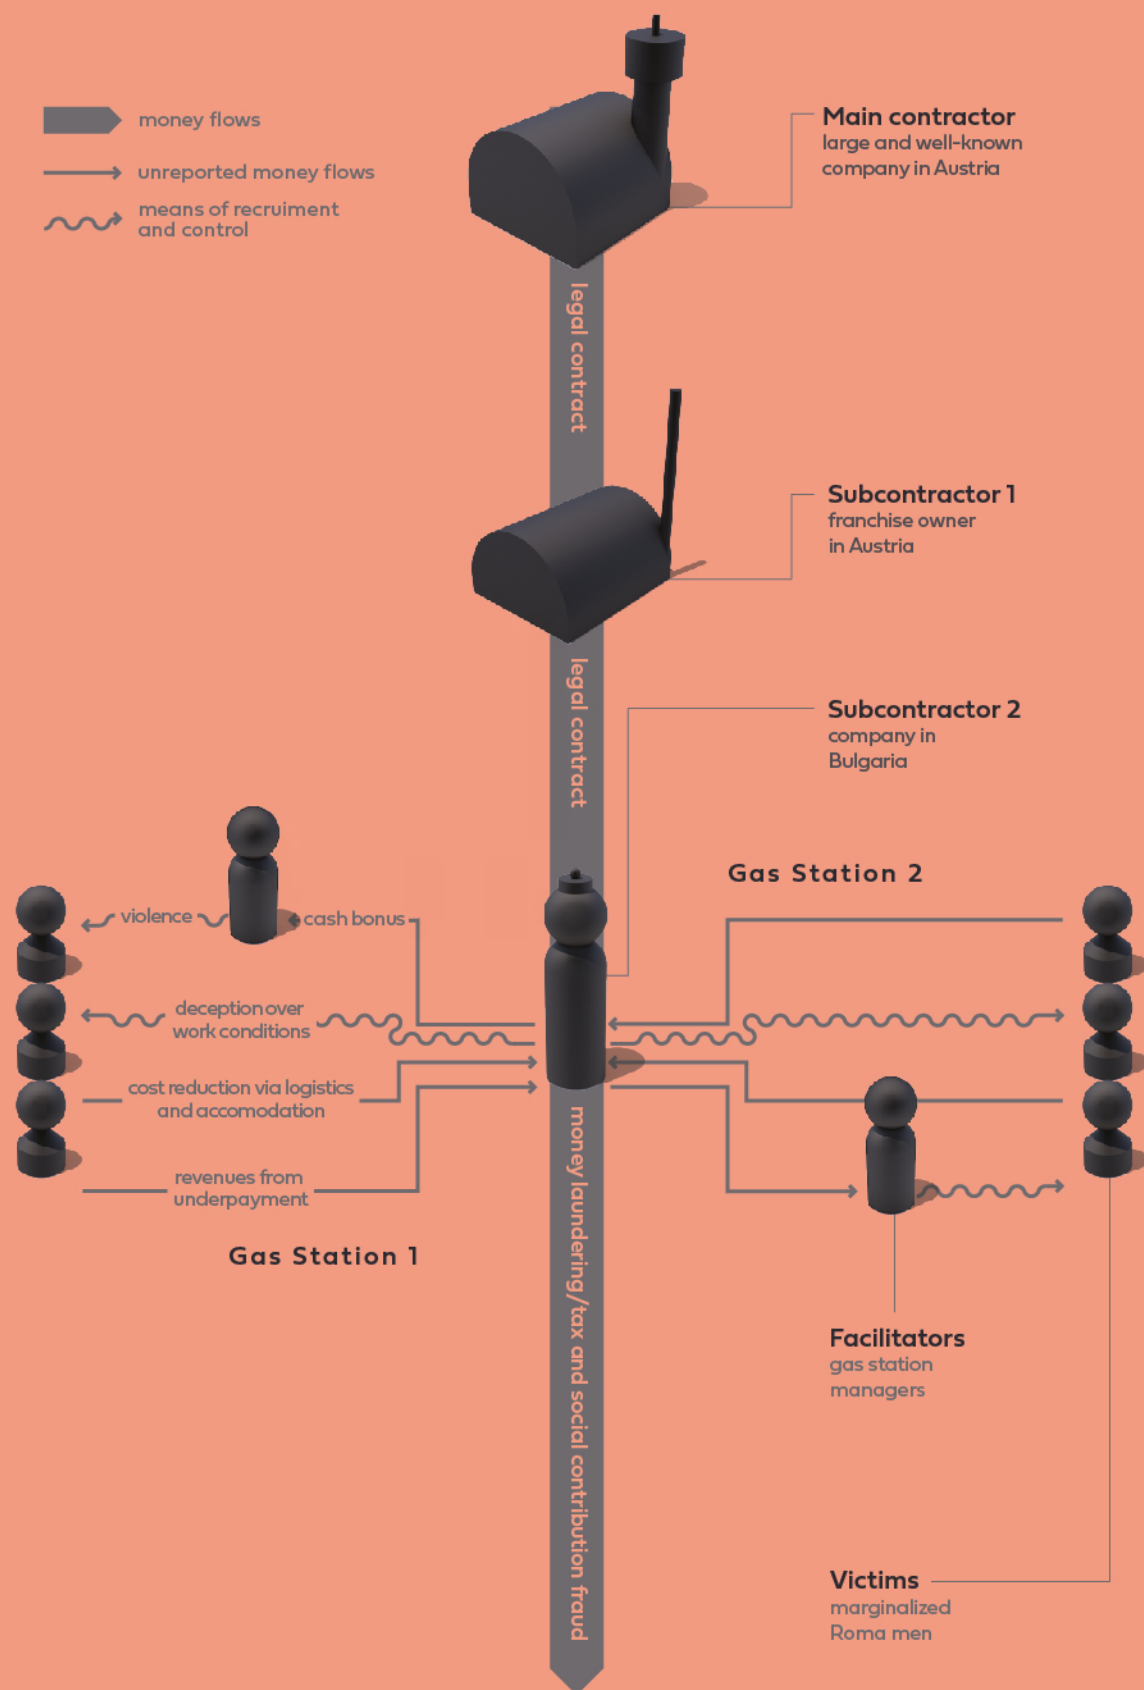 money flows
unreported money flows
means of recruiment
and control
Main contractor
large and well-known
company in Austria
legal contract
Subcontractor 1
franchise owner
in Austria
legal contract
Subcontractor 2
company in
Bulgaria
Gas Station 2
violence
cash bonus
deception over
work conditions
cost reduction via logistics
and accomodation
revenues from
underpayment
Gas Station 1
money laundering/tax and social contribution fraud
Facilitators
gas station
managers
Victims
marginalized
Roma men